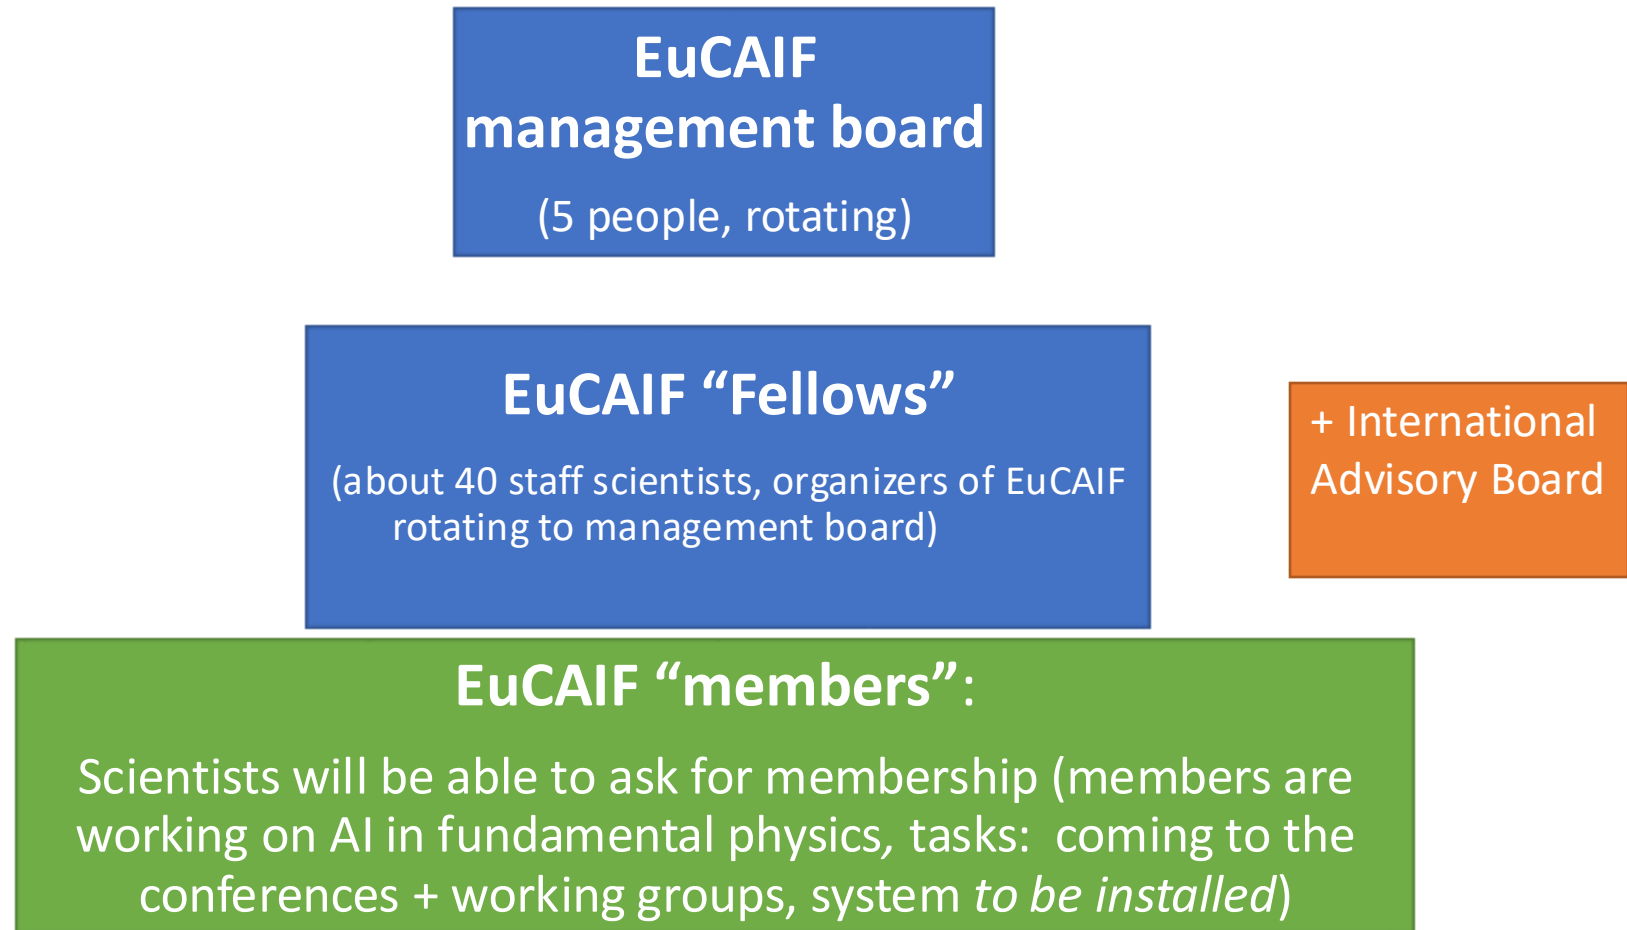 EuCAIF
management board
(5 people, rotating)
EuCAIF “Fellows”
(about 40 staff scientists, organizers of EuCAIF
rotating to management board)
+ International
Advisory Board
EuCAIF “members”:
Scientists will be able to ask for membership (members are
working on AI in fundamental physics, tasks:  coming to the
conferences + working groups, system to be installed)